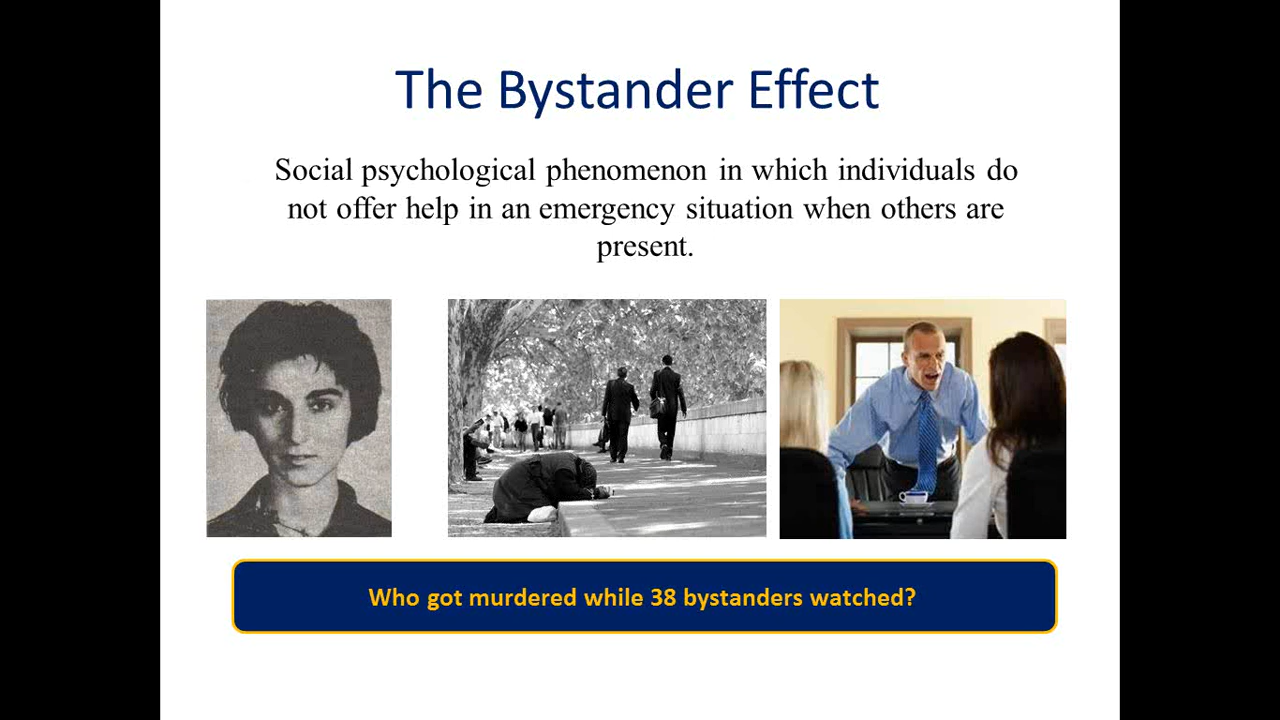 The Bystander Effect
Social psychological phenomenon in which individuals do
not offer help in an emergency situation when others are
present.
Who got murdered while 38 bystanders watched?